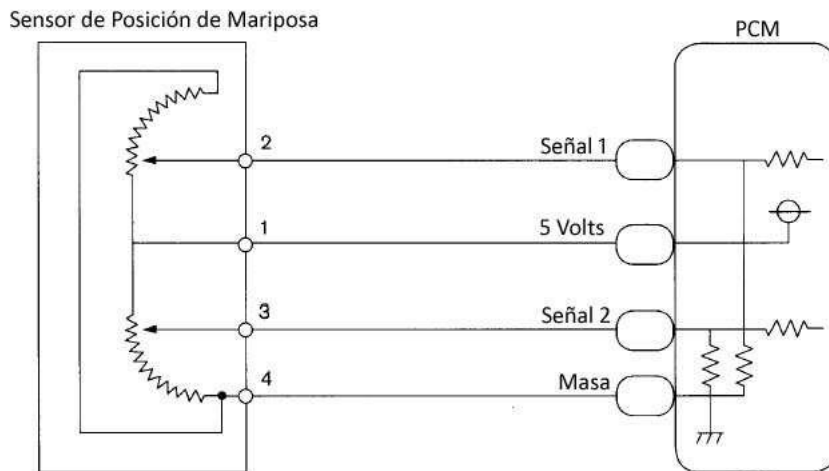 Sensor de Posición de Mariposa
PCM
2
Señal 1
1
5 Volts
3
Señal 2
4
Masa